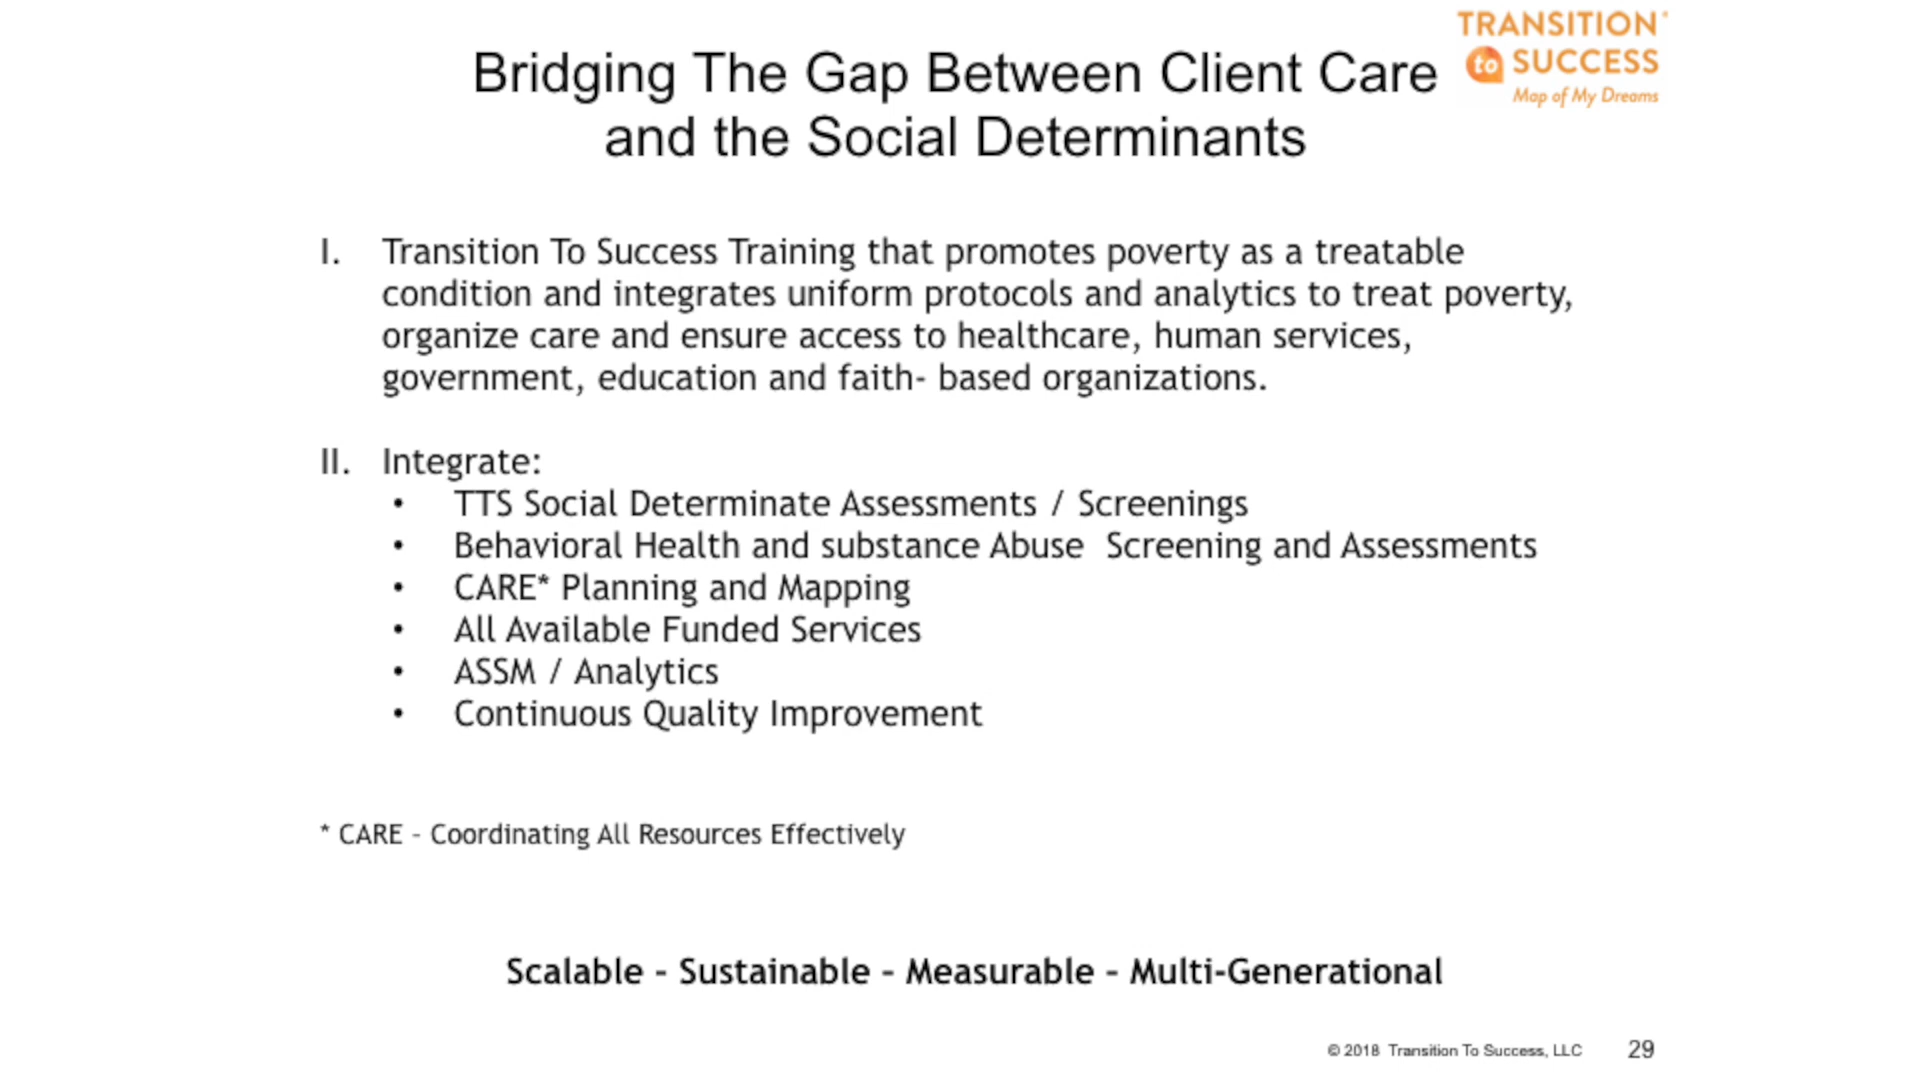 TRANSITION
to SUCCESS
Map of My Dreams
Bridging The Gap Between Client Care
and the Social Determinants
I. Transition To Success Training that promotes poverty as a treatable
condition and integrates uniform protocols and analytics to treat poverty,
organize care and ensure access to healthcare, human services,
government, education and faith- based organizations.
II. Integrate:
• TTS Social Determinate Assessments / Screenings
• Behavioral Health and substance Abuse  Screening and Assessments
• CARE* Planning and Mapping
• All Available Funded Services
• ASSM / Analytics
• Continuous Quality Improvement
* CARE – Coordinating All Resources Effectively
Scalable - Sustainable - Measurable - Multi-Generational
© 2018 Transition To Success, LLC 29